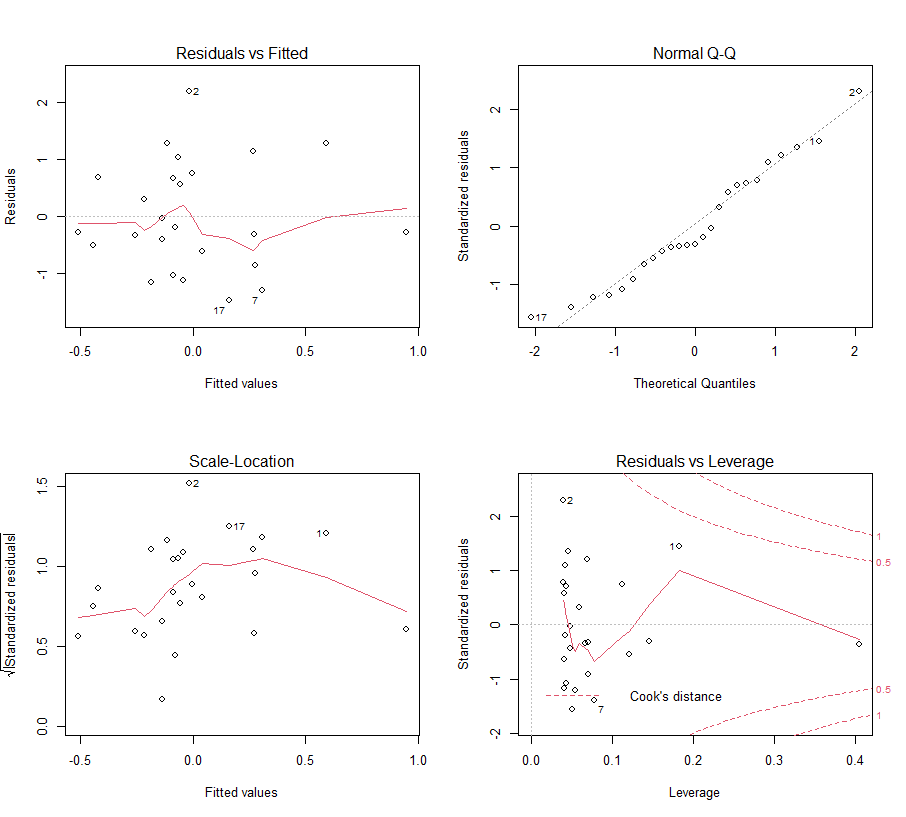 Residuals vs Fitted
Residuals
2
1
0
-1
2
17
7
-0.5 0.0 0.5 1.0
Fitted values
Normal Q-Q
Standardized residuals
2
1
0
-1
2
1
17
-2 -1 0 1 2
Theoretical Quantiles
Scale-Location
√|Standardized residuals|
1.5
1.0
0.5
0.0
2
17
1
-0.5 0.0 0.5 1.0
Fitted values
Residuals vs Leverage
Standardized residuals
2
1
0
-1
-2
2
1
7
1
0.5
0.5
1
Cook's distance
0.0 0.1 0.2 0.3 0.4
Leverage